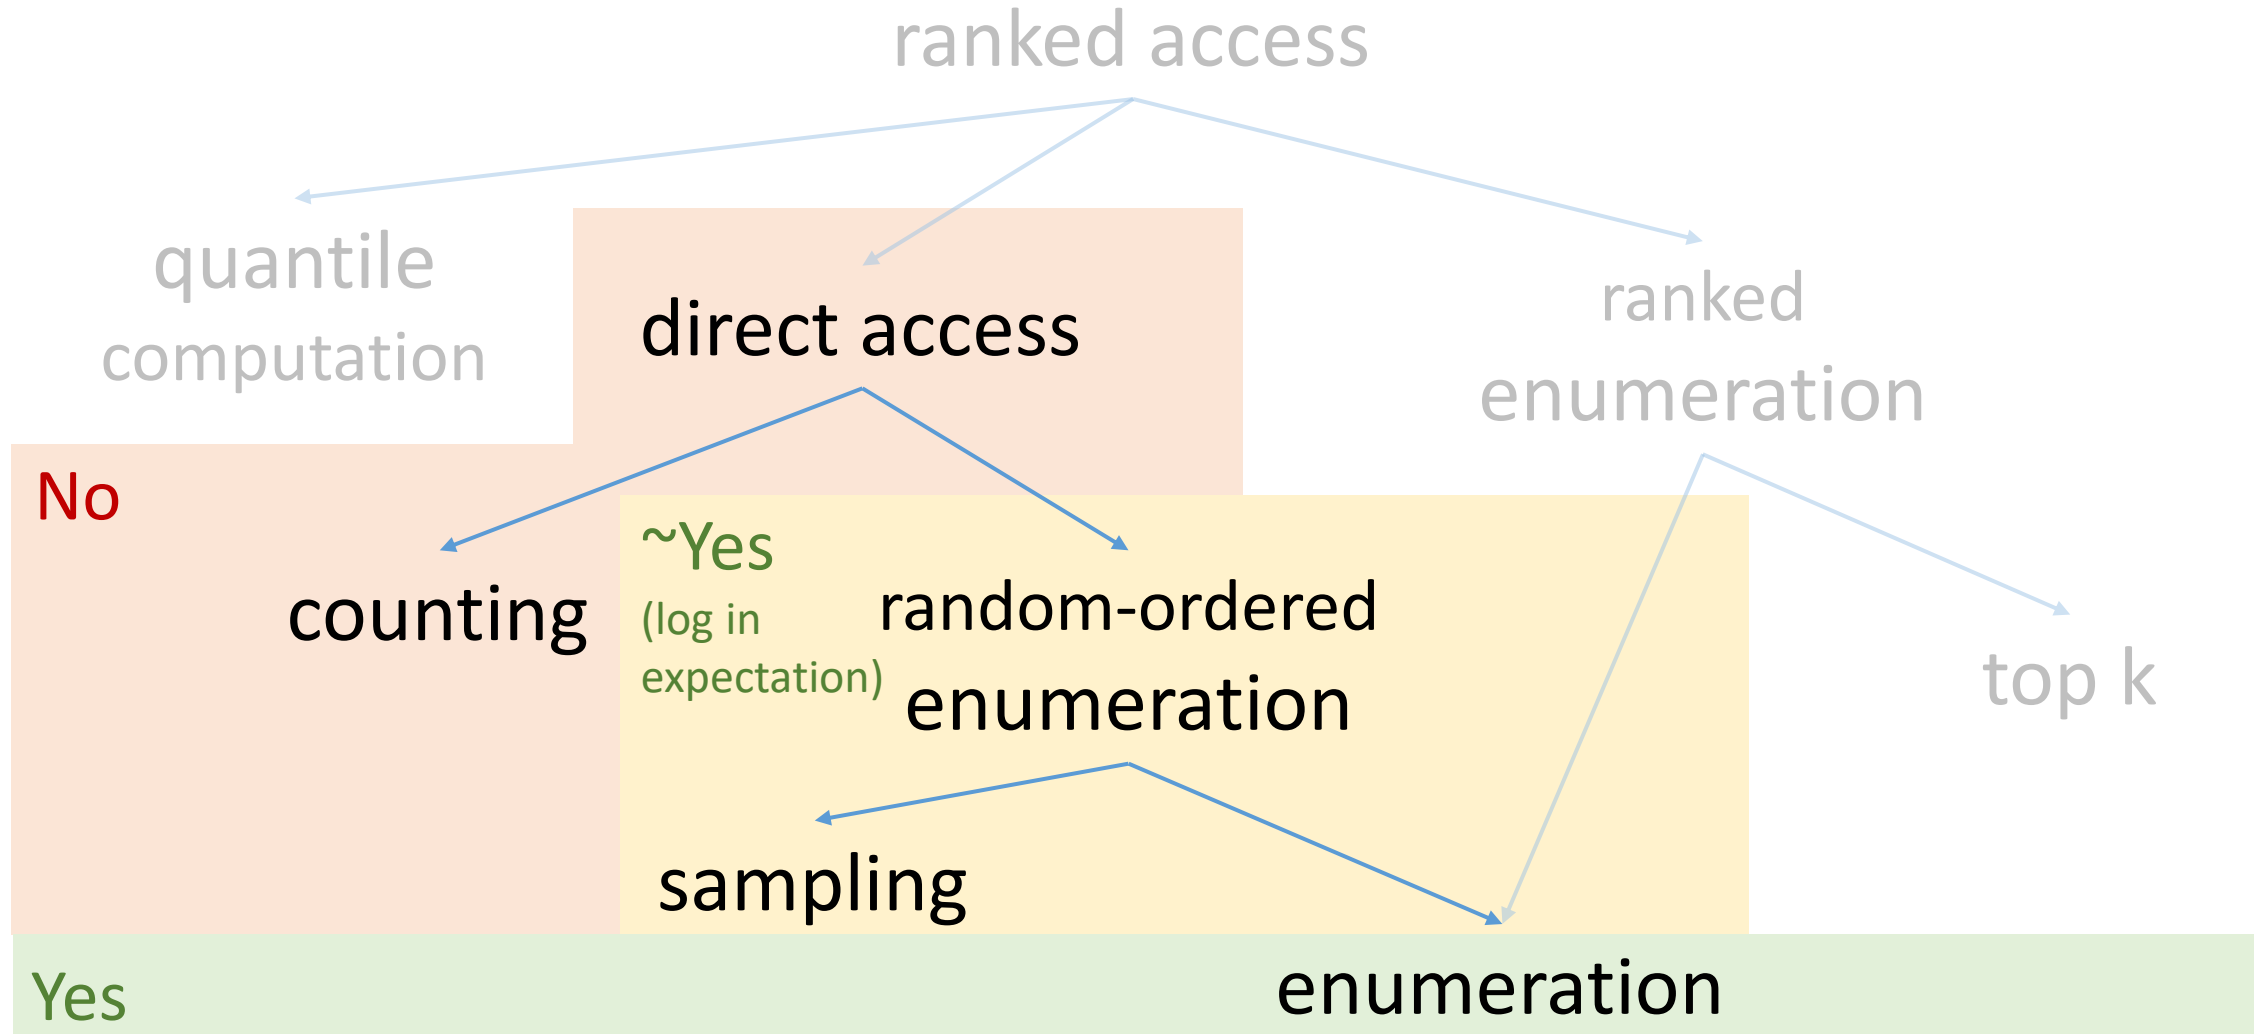 ranked access
quantile
computation
direct access
ranked
enumeration
No
~Yes
(log in
expectation)
counting
random-ordered
enumeration
top k
sampling
Yes
enumeration